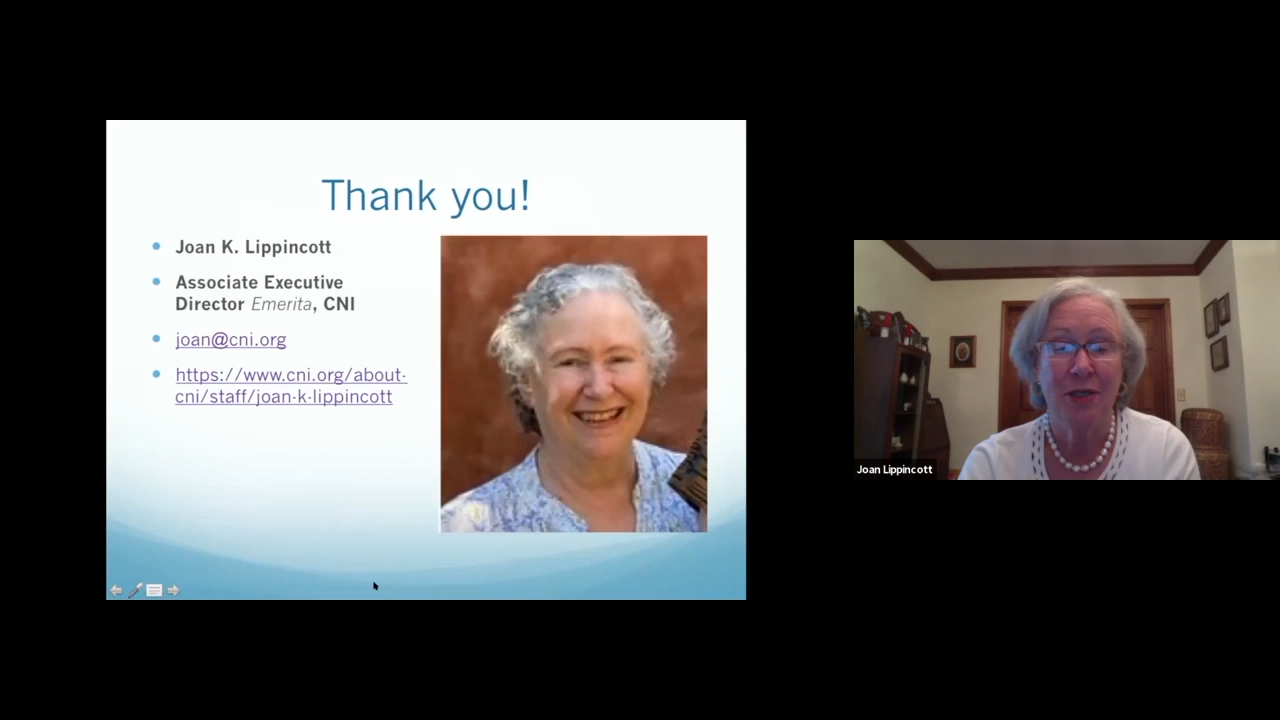 Thank you!
Joan K. Lippincott
Associate Executive
Director Emerita, CNI
joan@cni.org
https://www.cni.org/about-
cni/staff/joan-k-lippincott
Joan Lippincott